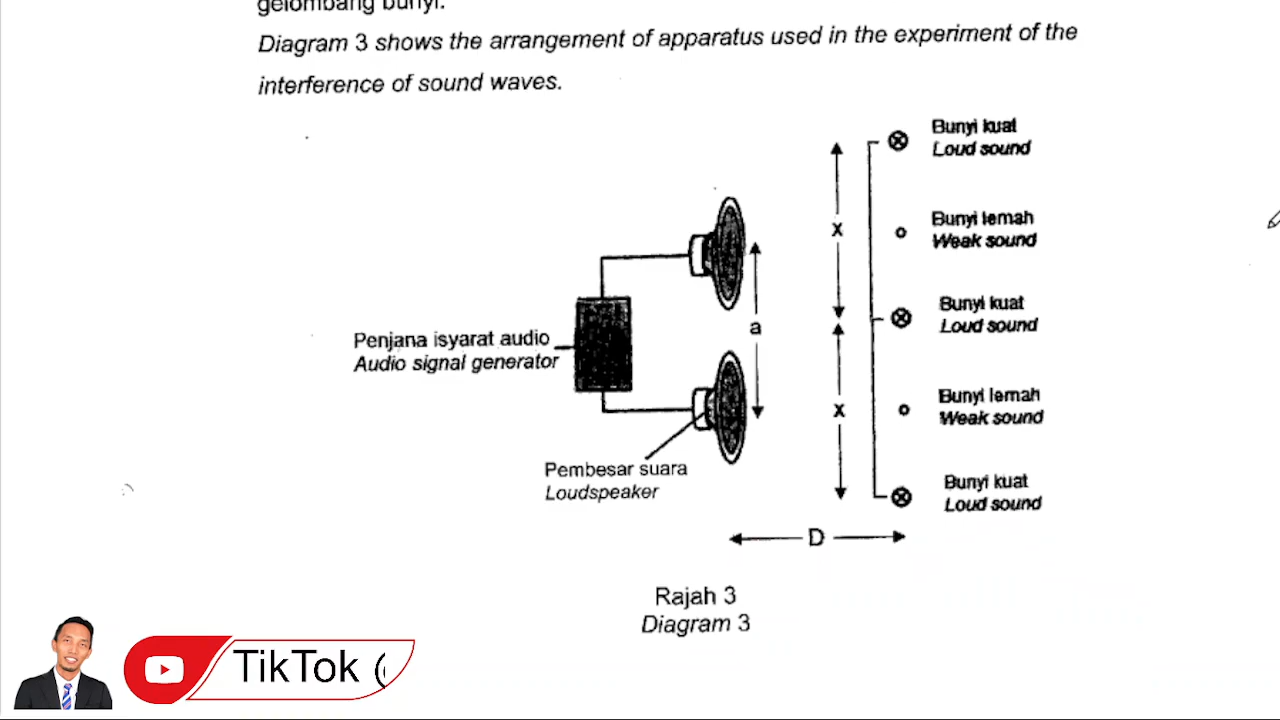 gelombang bunyi.
Diagram 3 shows the arrangement of apparatus used in the experiment of the
interference of sound waves.
Bunyi kuat
Loud sound
Bunyi lemah
Weak sound
x
Bunyi kuat
Loud sound
a
Penjana isyarat audio
Audio signal generator
Bunyi lemah
Weak sound
x
Pembesar suara
Loudspeaker
Bunyi kuat
Loud sound
D
Rajah 3
Diagram 3
TikTok (